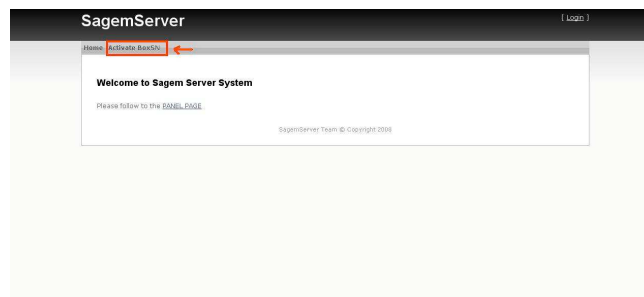 SagemServer
[ Login ]
Home Activate BoxSN
Welcome to Sagem Server System
Please follow to the PANEL PAGE
SagemServer Team © Copyright 2008